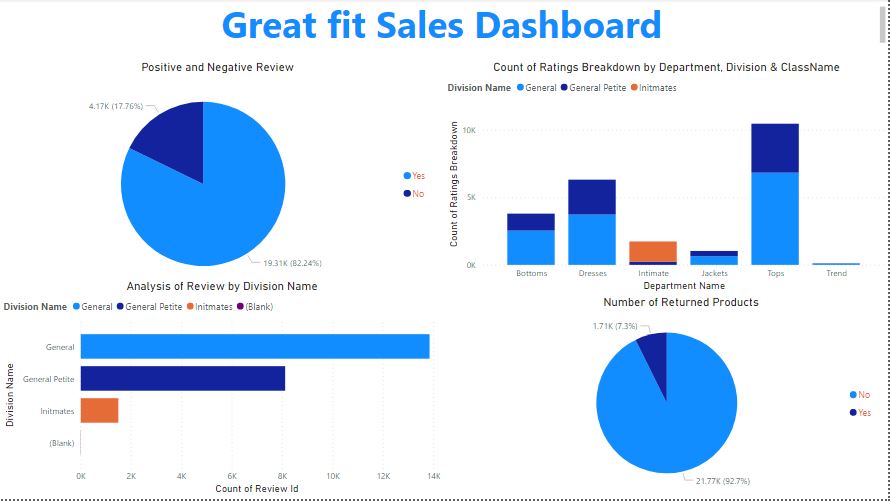 Great fit Sales Dashboard
Positive and Negative Review
4.17K (17.76%)
19.31K (82.24%)
Yes
No
Count of Ratings Breakdown by Department, Division & ClassName
Division Name General General Petite Initmates
Count of Ratings Breakdown
10K
5K
0K
Bottoms Dresses Intimate Jackets Tops Trend
Department Name
Analysis of Review by Division Name
Division Name General General Petite Initmates (Blank)
Division Name
General
General Petite
Initmates
(Blank)
0K 2K 4K 6K 8K 10K 12K 14K
Count of Review Id
Number of Returned Products
1.71K (7.3%)
21.77K (92.7%)
No
Yes